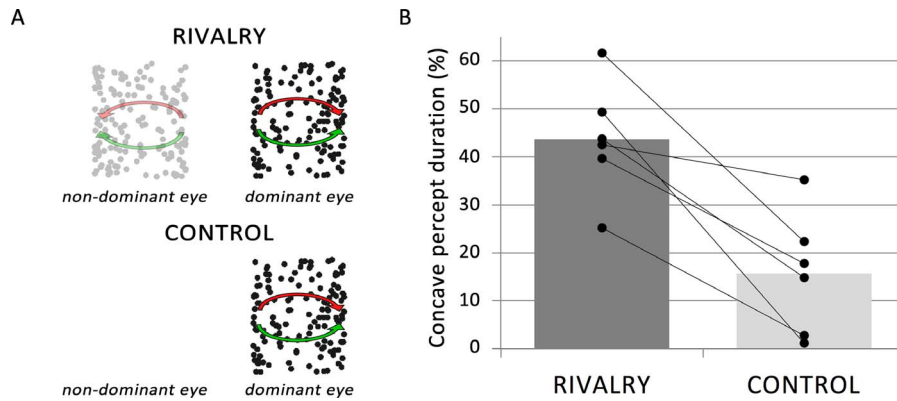 A
RIVALRY
non-dominant eye
dominant eye
CONTROL
non-dominant eye
dominant eye
B
Concave percept duration (%)
60
50
40
30
20
10
0
RIVALRY
CONTROL